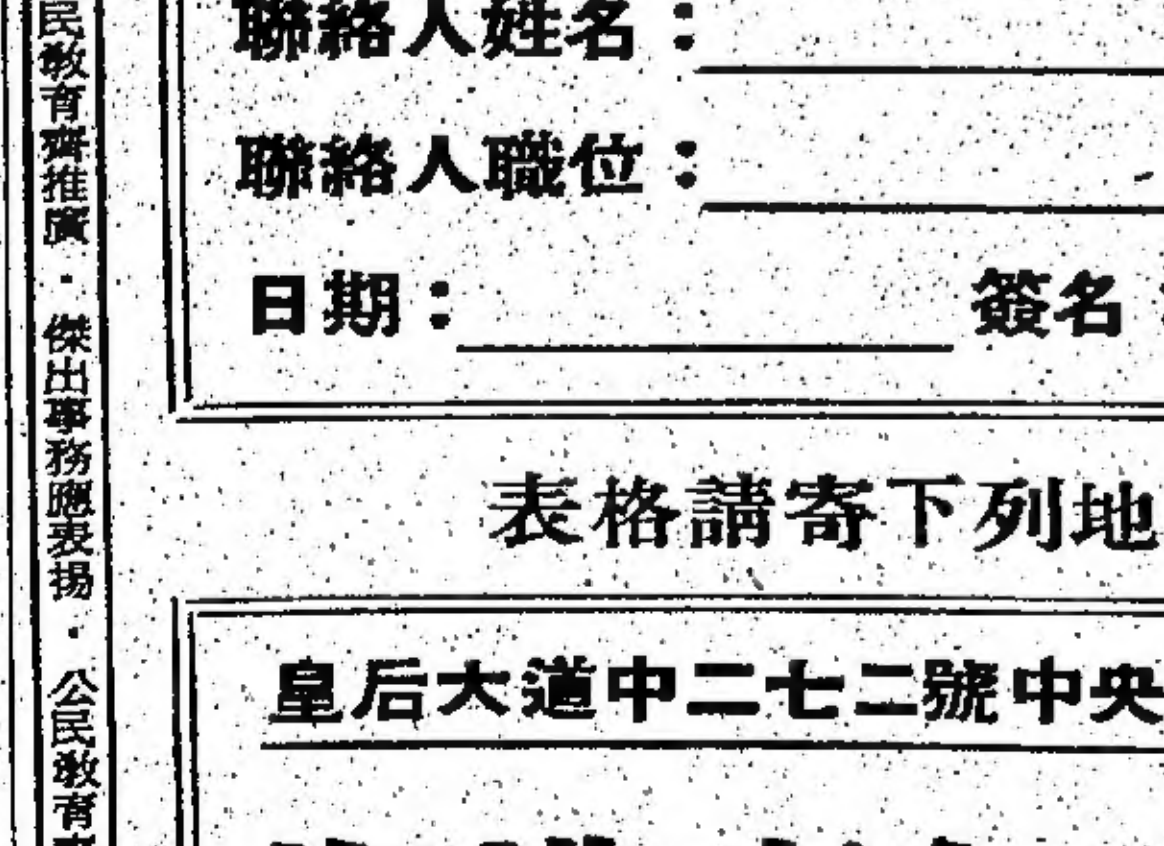 聯絡人姓名：
聯絡人職位：
日期： 簽名：
表格請寄下列地
皇后大道中二七二號中央
民教育齊推廣・傑出事務應表揚・公民教育